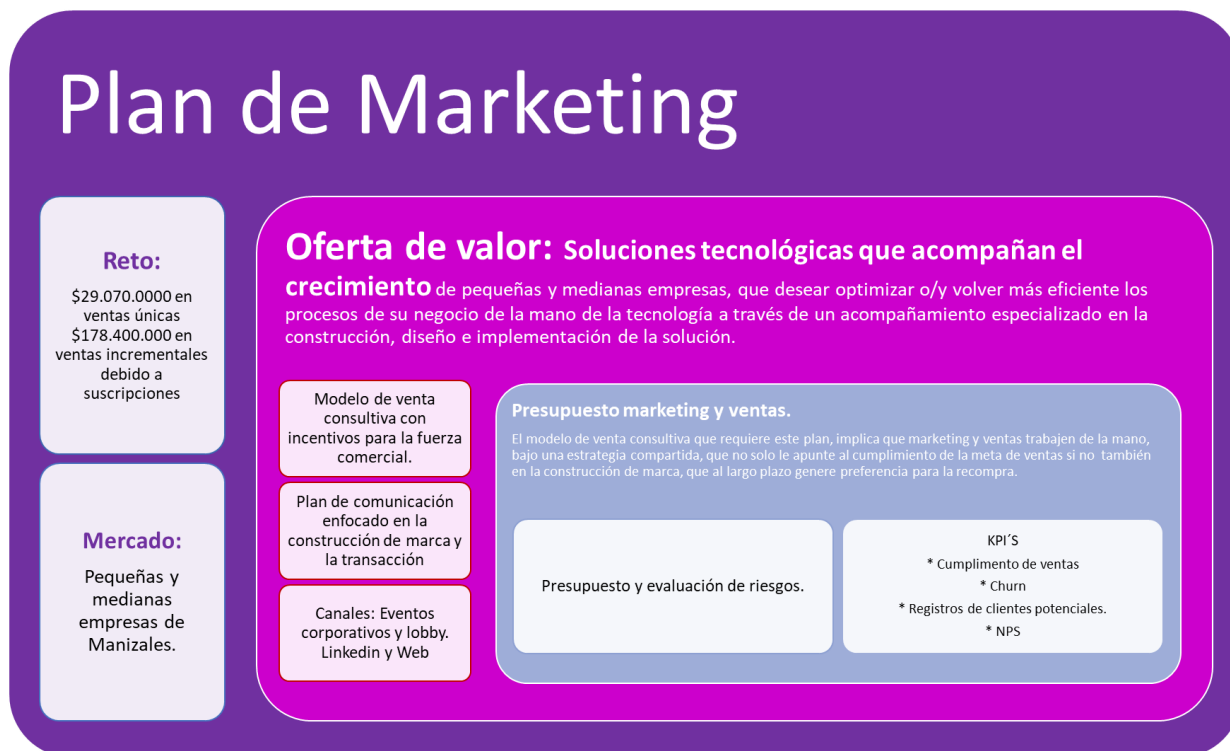 Plan de Marketing
Reto:
$29.070.0000 en
ventas únicas
$178.400.000 en
ventas incrementales
debido a
suscripciones
Mercado:
Pequeñas y
medianas
empresas de
Manizales.
Oferta de valor: Soluciones tecnológicas que acompañan el
crecimiento de pequeñas y medianas empresas, que desear optimizar o/y volver más eficiente los
procesos de su negocio de la mano de la tecnología a través de un acompañamiento especializado en la
construcción, diseño e implementación de la solución.
Modelo de venta
consultiva con
incentivos para la fuerza
comercial.
Plan de comunicación
enfocado en la
construcción de marca y
la transacción
Canales: Eventos
corporativos y lobby.
Linkedin y Web
Presupuesto marketing y ventas.
El modelo de venta consultiva que requiere este plan, implica que marketing y ventas trabajen de la mano,
bajo una estrategia compartida, que no solo le apunte al cumplimiento de la meta de ventas si no también
en la construcción de marca, que al largo plazo genere preferencia para la recompra.
Presupuesto y evaluación de riesgos.
KPI´S
* Cumplimento de ventas
* Churn
* Registros de clientes potenciales.
* NPS